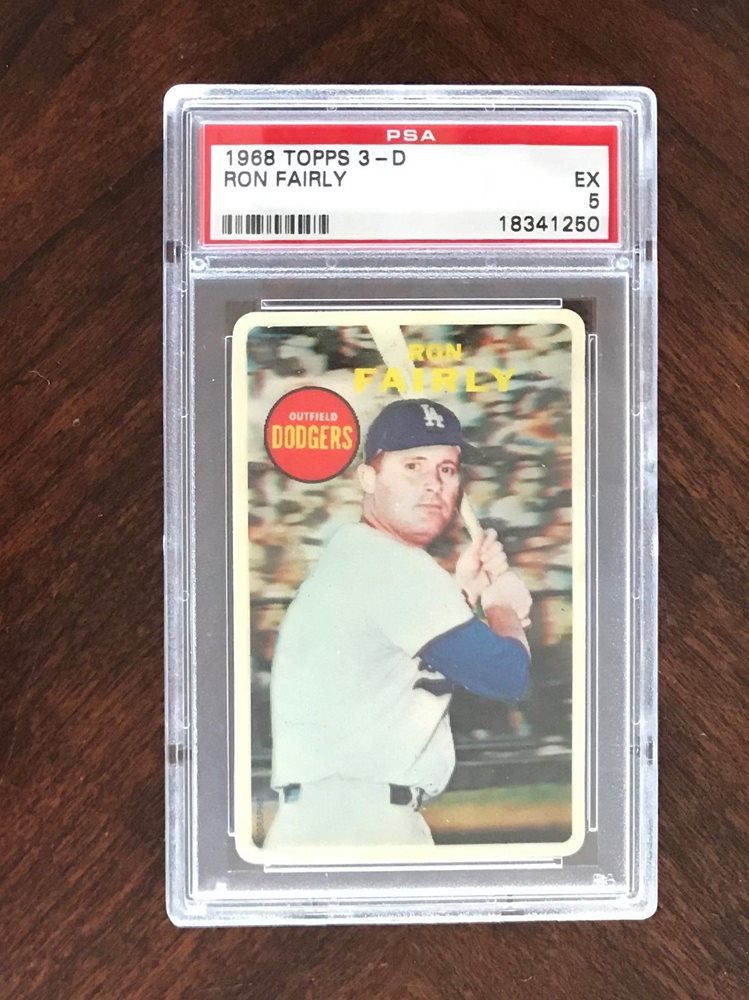 PSA
1968 TOPPS 3-D
RON FAIRLY
EX
5
18341250
RON
FAIRLY
OUTFIELD
DODGERS
LA